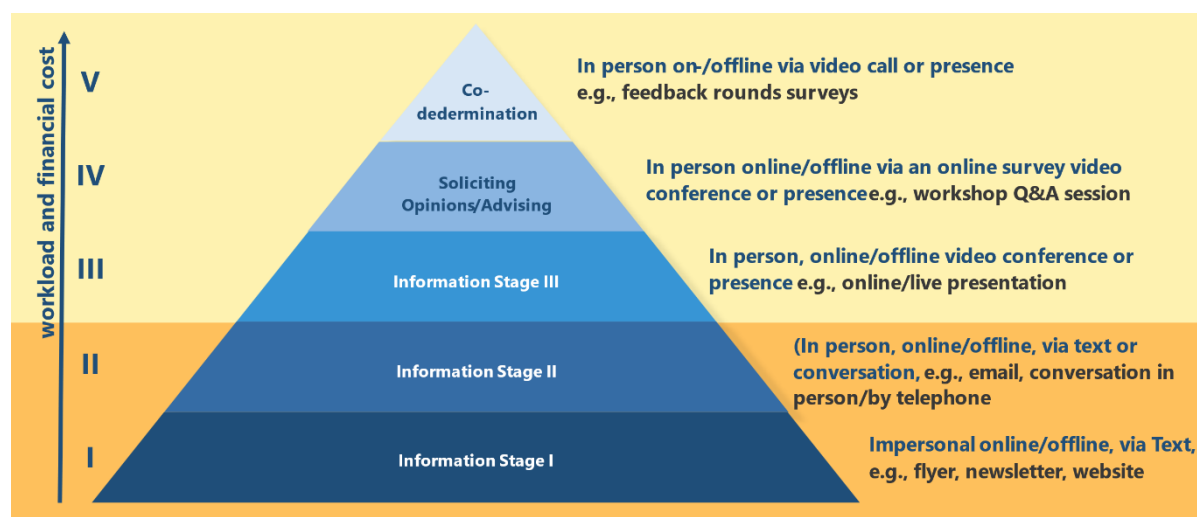 workload and financial cost
V
Co-
dedermination
In person on-/offline via video call or presence
e.g., feedback rounds surveys
IV
Soliciting
Opinions/Advising
In person online/offline via an online survey video
conference or presence e.g., workshop Q&A session
III
Information Stage III
In person, online/offline video conference or
presence e.g., online/live presentation
II
Information Stage II
(In person, online/offline, via text or
conversation, e.g., email, conversation in
person/by telephone
I
Information Stage I
Impersonal online/offline, via Text,
e.g., flyer, newsletter, website